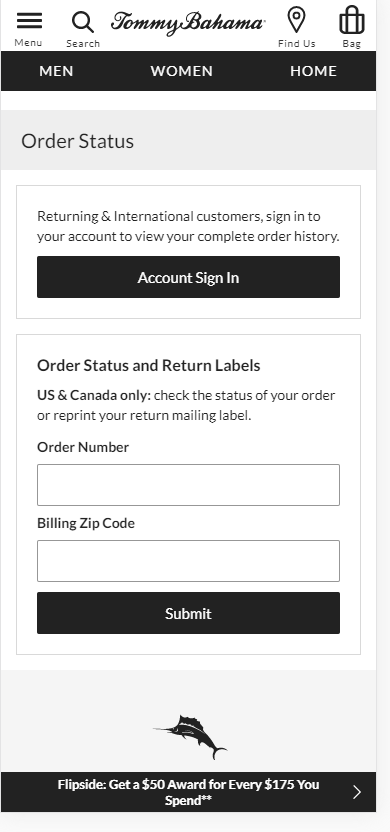 Tommy Bahama
Menu
Search
Find Us
Bag
MEN WOMEN HOME
Order Status
Returning & International customers, sign in to
your account to view your complete order history.
Account Sign In
Order Status and Return Labels
US & Canada only: check the status of your order
or reprint your return mailing label.
Order Number
Billing Zip Code
Submit
Flipside: Get a $50 Award for Every $175 You
Spend**